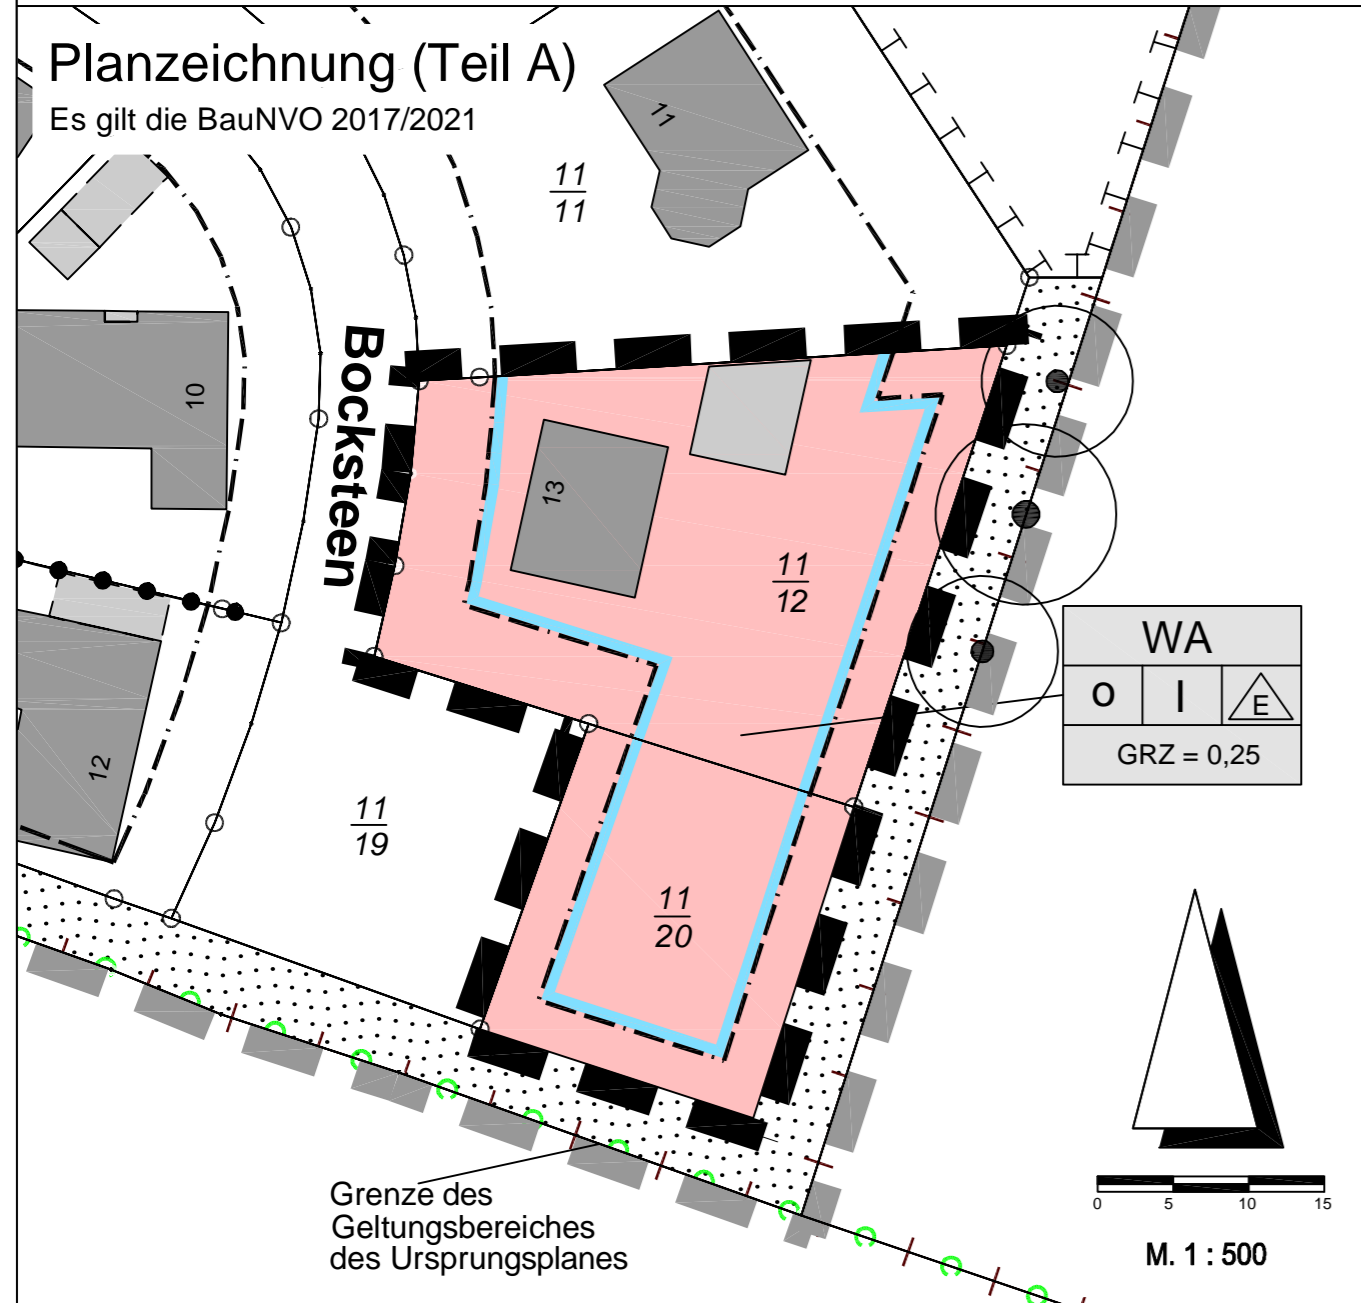 Planzeichnung (Teil A)
Es gilt die BauNVO 2017/2021
11
11
11
10
Bocksteen
13
11
12
WA
o I E
GRZ = 0,25
12
11
19
11
20
Grenze des
Geltungsbereiches
des Ursprungsplanes
0 5 10 15
M. 1 : 500